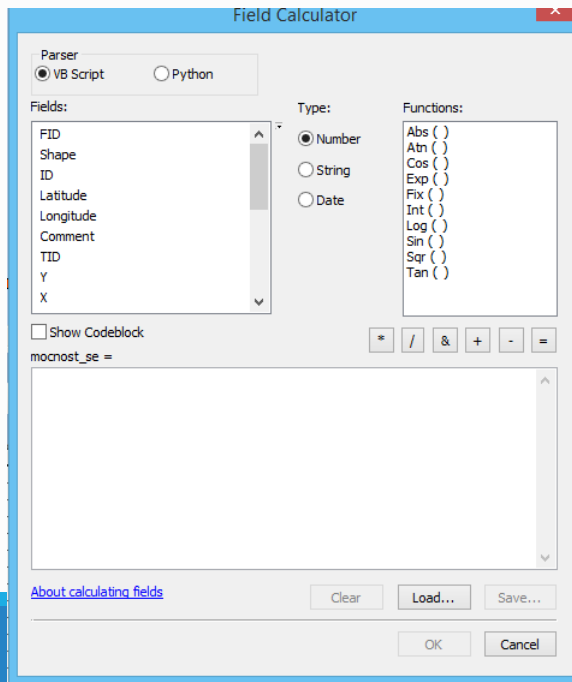 Field Calculator
Parser
VB Script
Python
Fields:
FID
Shape
ID
Latitude
Longitude
Comment
TID
Y
X
Type:
Number
String
Date
Functions:
Abs ( )
Atn ( )
Cos ( )
Exp ( )
Fix ( )
Int ( )
Log ( )
Sin ( )
Sqr ( )
Tan ( )
Show Codeblock
* / & + - =
mocnost_se =
About calculating fields
Clear
Load...
Save...
OK
Cancel